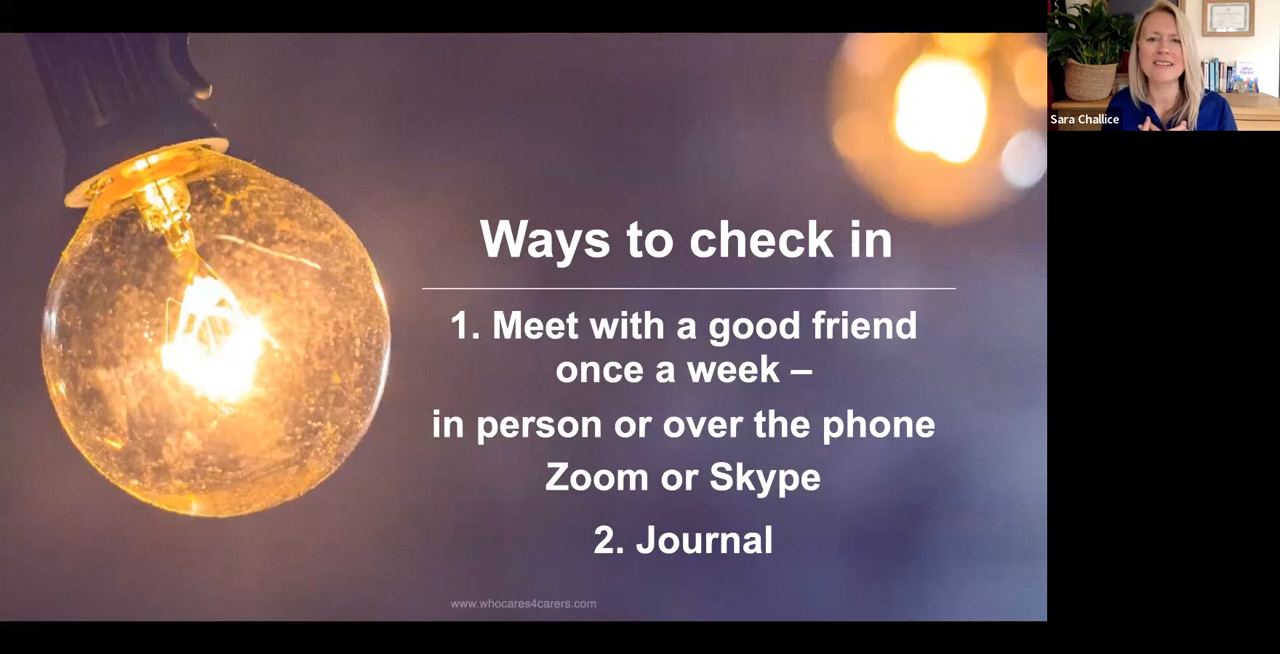 Ways to check in
1. Meet with a good friend
once a week –
in person or over the phone
Zoom or Skype
2. Journal
www.whocares4carers.com
Sara Challice